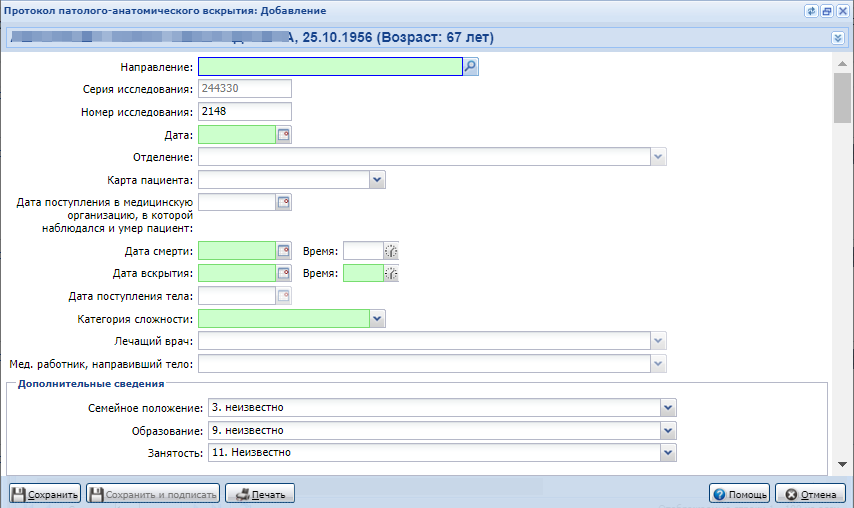 Протокол патолого-анатомического вскрытия: Добавление
25.10.1956 (Возраст: 67 лет)
Направление:
Серия исследования: 244330
Номер исследования: 2148
Дата:
Отделение:
Карта пациента:
Дата поступления в медицинскую
организацию, в которой
наблюдался и умер пациент:
Дата смерти: Время:
Дата вскрытия: Время:
Дата поступления тела:
Категория сложности:
Лечащий врач:
Мед. работник, направивший тело:
Дополнительные сведения
Семейное положение: 3. неизвестно
Образование: 9. неизвестно
Занятость: 11. Неизвестно
Сохранить Сохранить и подписать Печать Помощь Отмена